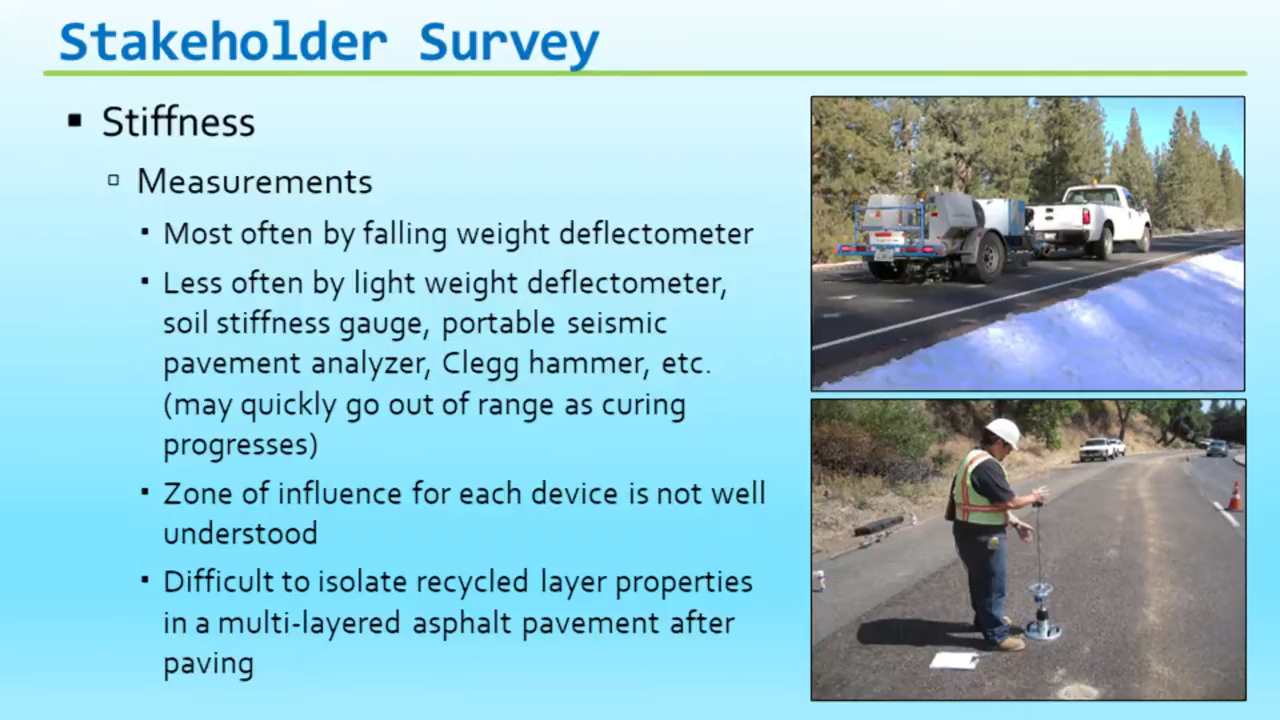 Stakeholder Survey
Stiffness
Measurements
Most often by falling weight deflectometer
Less often by light weight deflectometer,
soil stiffness gauge, portable seismic
pavement analyzer, Clegg hammer, etc.
(may quickly go out of range as curing
progresses)
Zone of influence for each device is not well
understood
Difficult to isolate recycled layer properties
in a multi-layered asphalt pavement after
paving